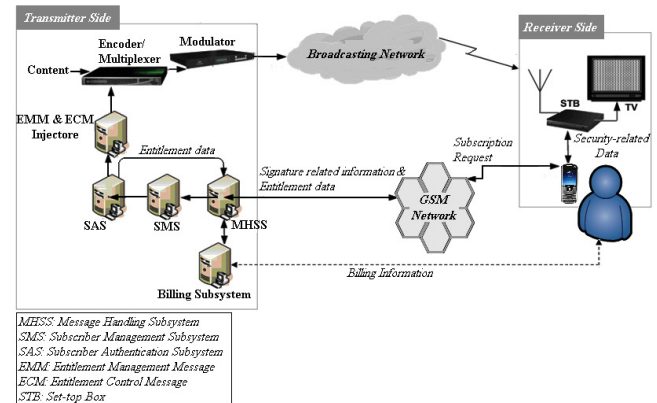 Transmitter Side
Receiver Side
Encoder/
Multiplexer
Modulator
Content
Broadcasting Network
STB
TV
EMM & ECM
Injectore
Entitlement data
Subscription
Request
Security-related
Data
Signature related information &
Entitlement data
GSM
Network
SAS
SMS
MHSS
Billing Subsystem
Billing Information
MHSS: Message Handling Subsystem
SMS: Subscriber Management Subsystem
SAS: Subscriber Authentication Subsystem
EMM: Entitlement Management Message
ECM: Entitlement Control Message
STB: Set-top Box